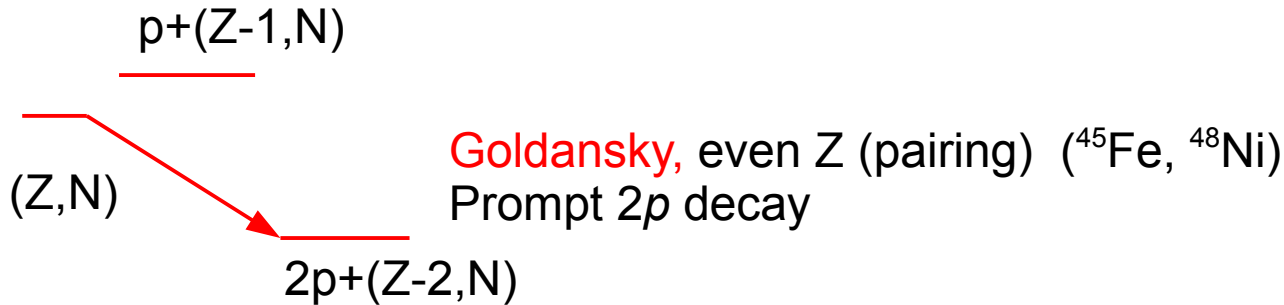 p+(Z-1,N)
(Z,N)
Goldansky, even Z (pairing) (⁴⁵Fe, ⁴⁸Ni)
Prompt 2p decay
2p+(Z-2,N)